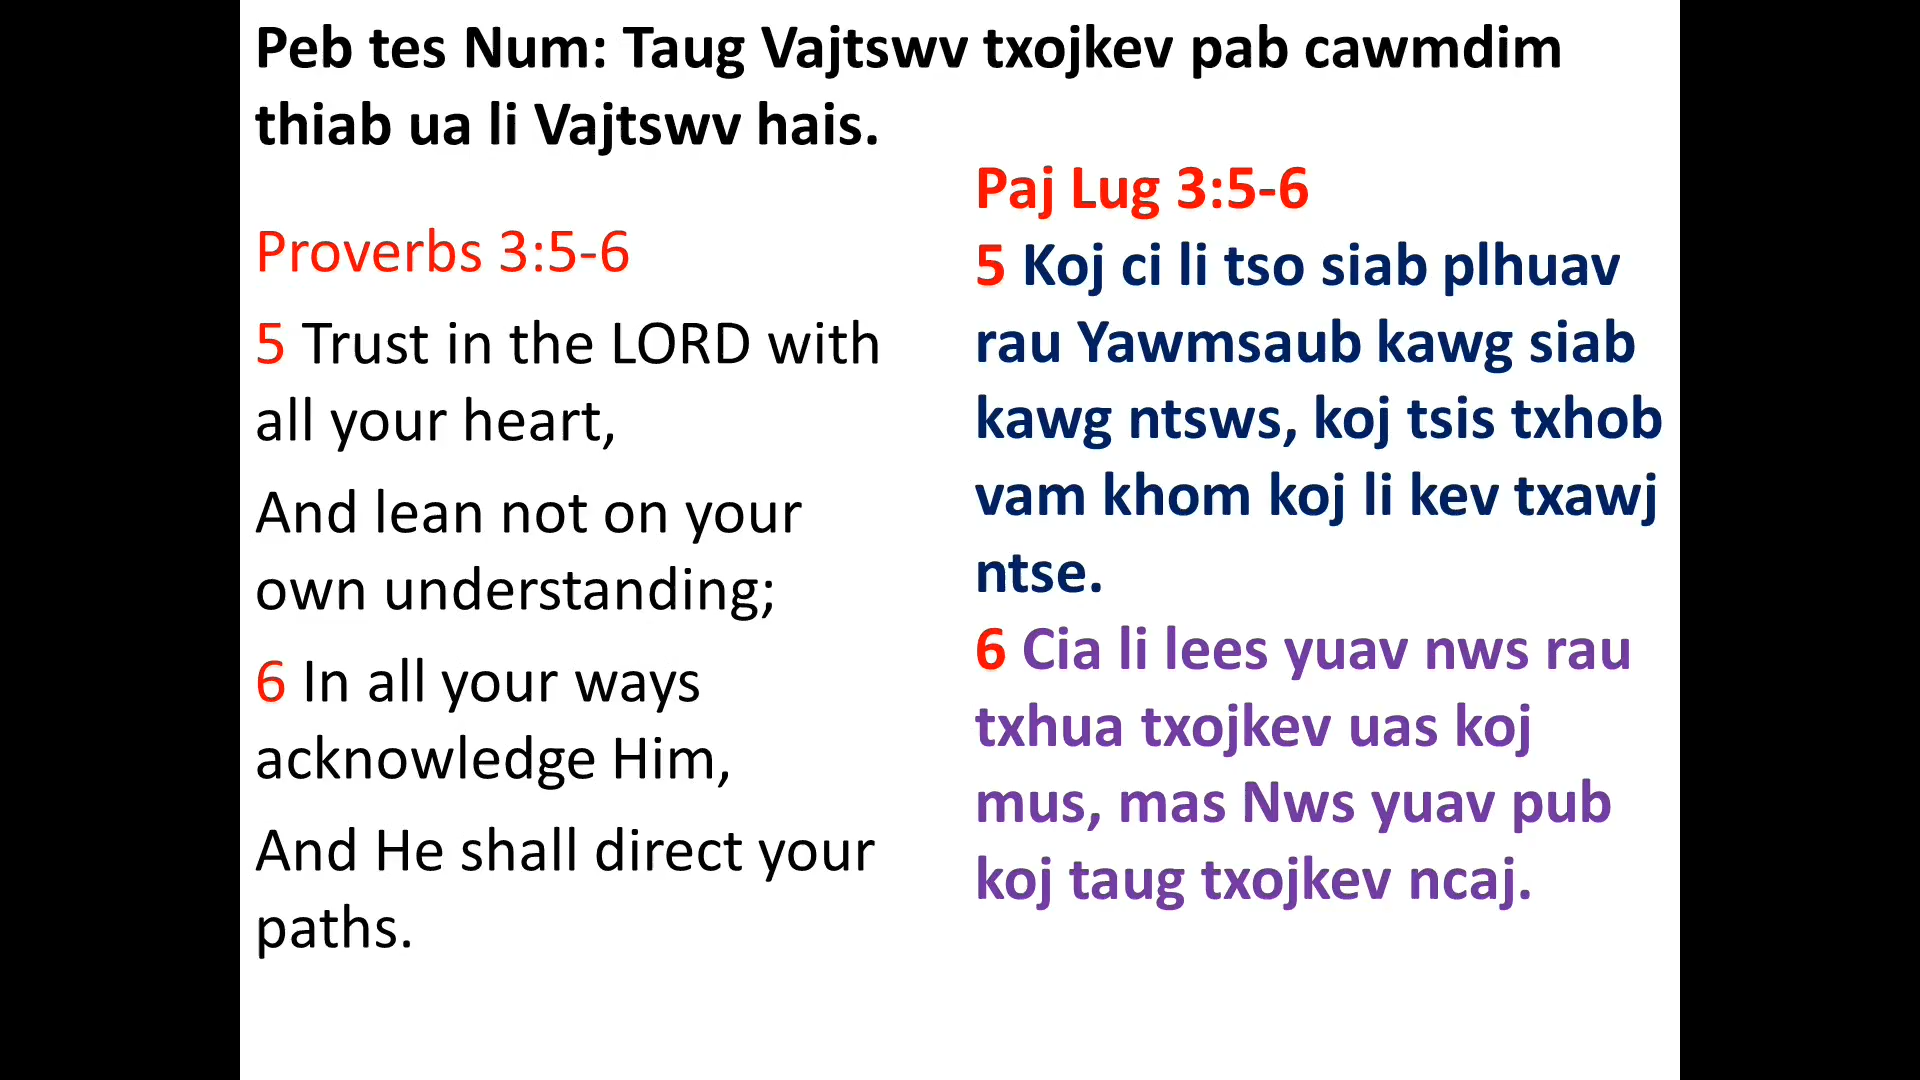 Peb tes Num: Taug Vajtswv txojkev pab cawmdim
thiab ua li Vajtswv hais.
Proverbs 3:5-6
5 Trust in the LORD with
all your heart,
And lean not on your
own understanding;
6 In all your ways
acknowledge Him,
And He shall direct your
paths.
Paj Lug 3:5-6
5 Koj ci li tso siab plhuav
rau Yawmsaub kawg siab
kawg ntsws, koj tsis txhob
vam khom koj li kev txawj
ntse.
6 Cia li lees yuav nws rau
txhua txojkev uas koj
mus, mas Nws yuav pub
koj taug txojkev ncaj.